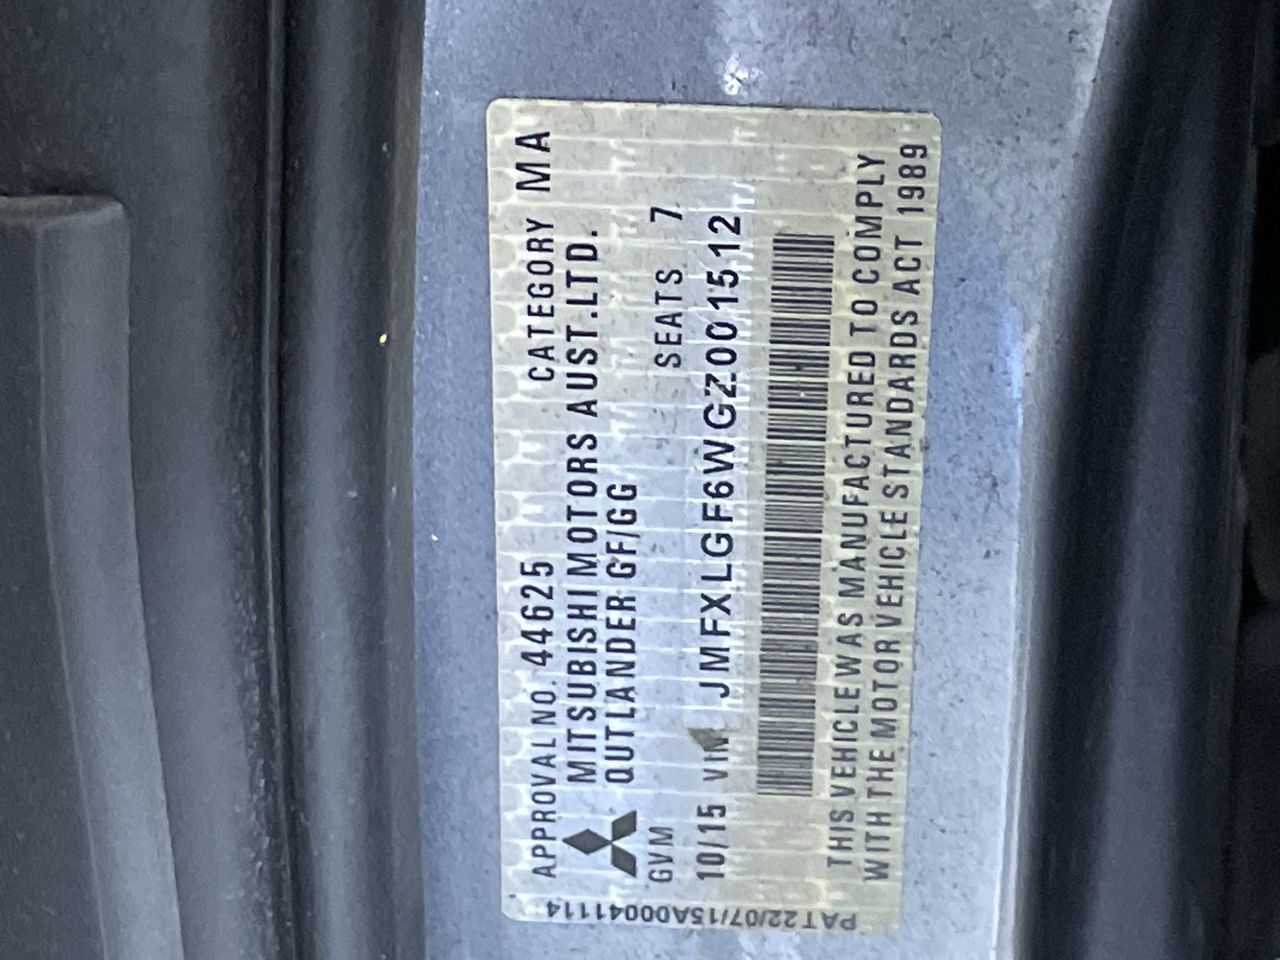 APPROVAL NO. 44625 CATEGORY MA
MITSUBISHI MOTORS AUST.LTD.
OUTLANDER GF/GG
GVM SEATS 7
10/15 VIN JMFXLGF6WGZ001512
THIS VEHICLE WAS MANUFACTURED TO COMPLY
WITH THE MOTOR VEHICLE STANDARDS ACT 1989
PAT22/07/15A00041114